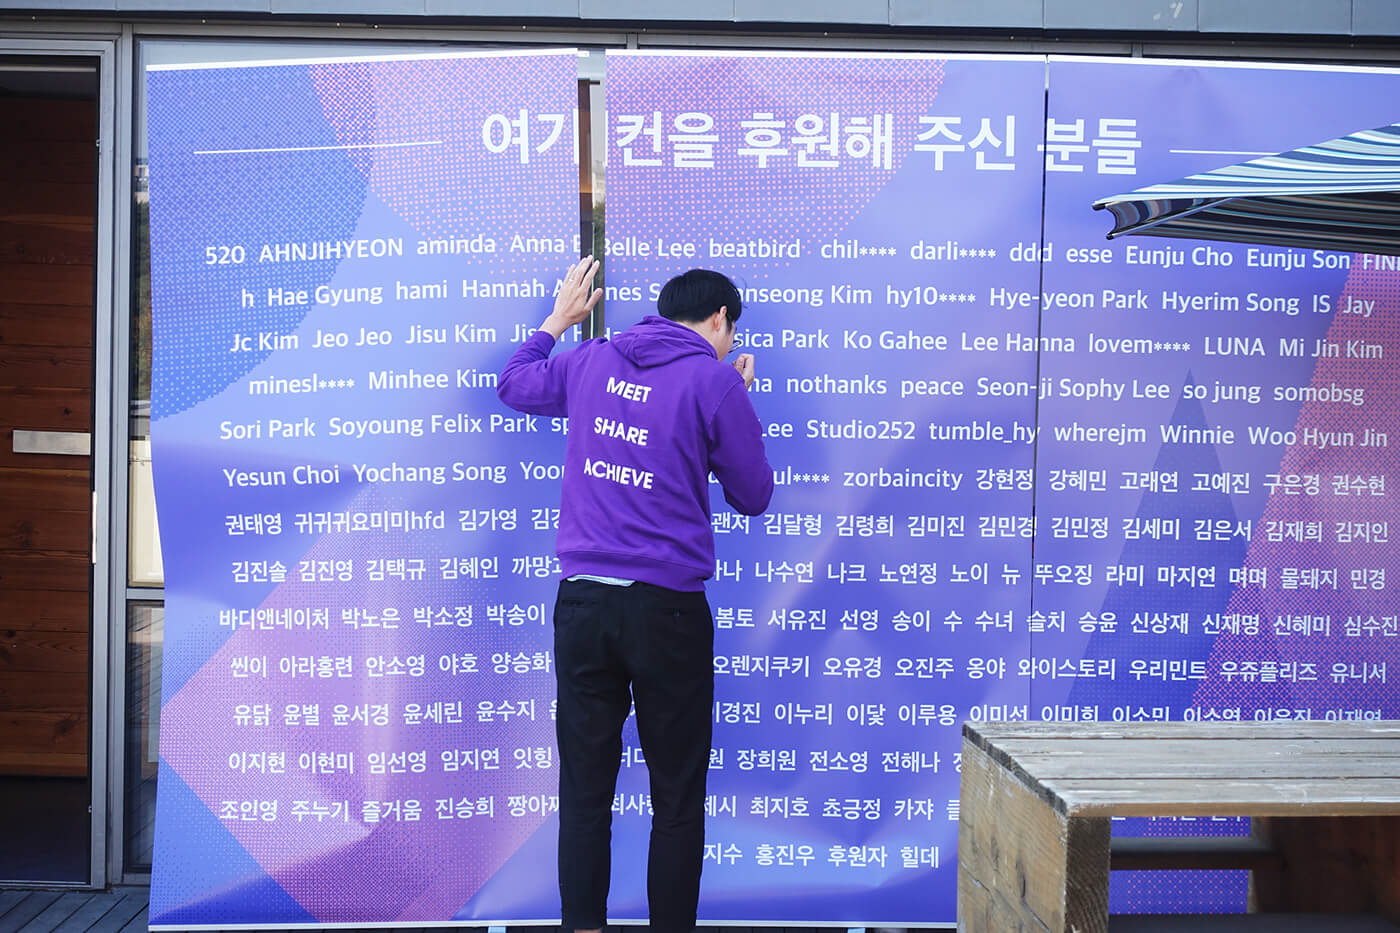 여기 컨을 후원해 주신 분들
520 AHNJIHYEON aminda Anna Belle Lee beatbird chil**** darli**** ddd esse Eunju Cho Eunju Son
h Hae Gyung hami Hannah Kim hy10**** Hye-yeon Park Hyerim Song IS Jay
Jc Kim Jeo Jeo Jisu Kim Park Ko Gahee Lee Hanna lovem**** LUNA Mi Jin Kim
minesl**** Minhee Kim nothanks peace Seon-ji Sophy Lee so jung somobsg
Sori Park Soyoung Felix Park Lee Studio252 tumble_hy wherejm Winnie Woo Hyun Jin
Yesun Choi Yochang Song zorbaincity 강현정 강혜민 고래연 고예진 구은경 권수현
권태영 귀귀귀요미미hfd 김가영 김달형 김령희 김미진 김민경 김민정 김세미 김은서 김재희 김지인
김진솔 김진영 김택규 김혜인 나수연 나크 노연정 노이 뉴 뚜오징 라미 마지연 며며 물돼지 민경
바디앤네이처 박노은 박소정 박송이 봄토 서유진 선영 송이 수 수녀 슬치 승윤 신상재 신재명 신혜미 심수진
씬이 아라흥련 안소영 야호 양승화 오렌지쿠키 오유경 오진주 옹야 와이스토리 우리민트 우쥬플리즈 유니서
유닭 윤별 윤서경 윤세린 윤수지 이경진 이누리 이닻 이루용 이미선 이미희 이소민 이소영
이지현 이현미 임선영 임지연 잇힝 장희원 전소영 전해나
조인영 주누기 즐거움 진승희 최지호 쵸긍정 카쟈
홍진우 후원자 힐데
MEET
SHARE
ACHIEVE